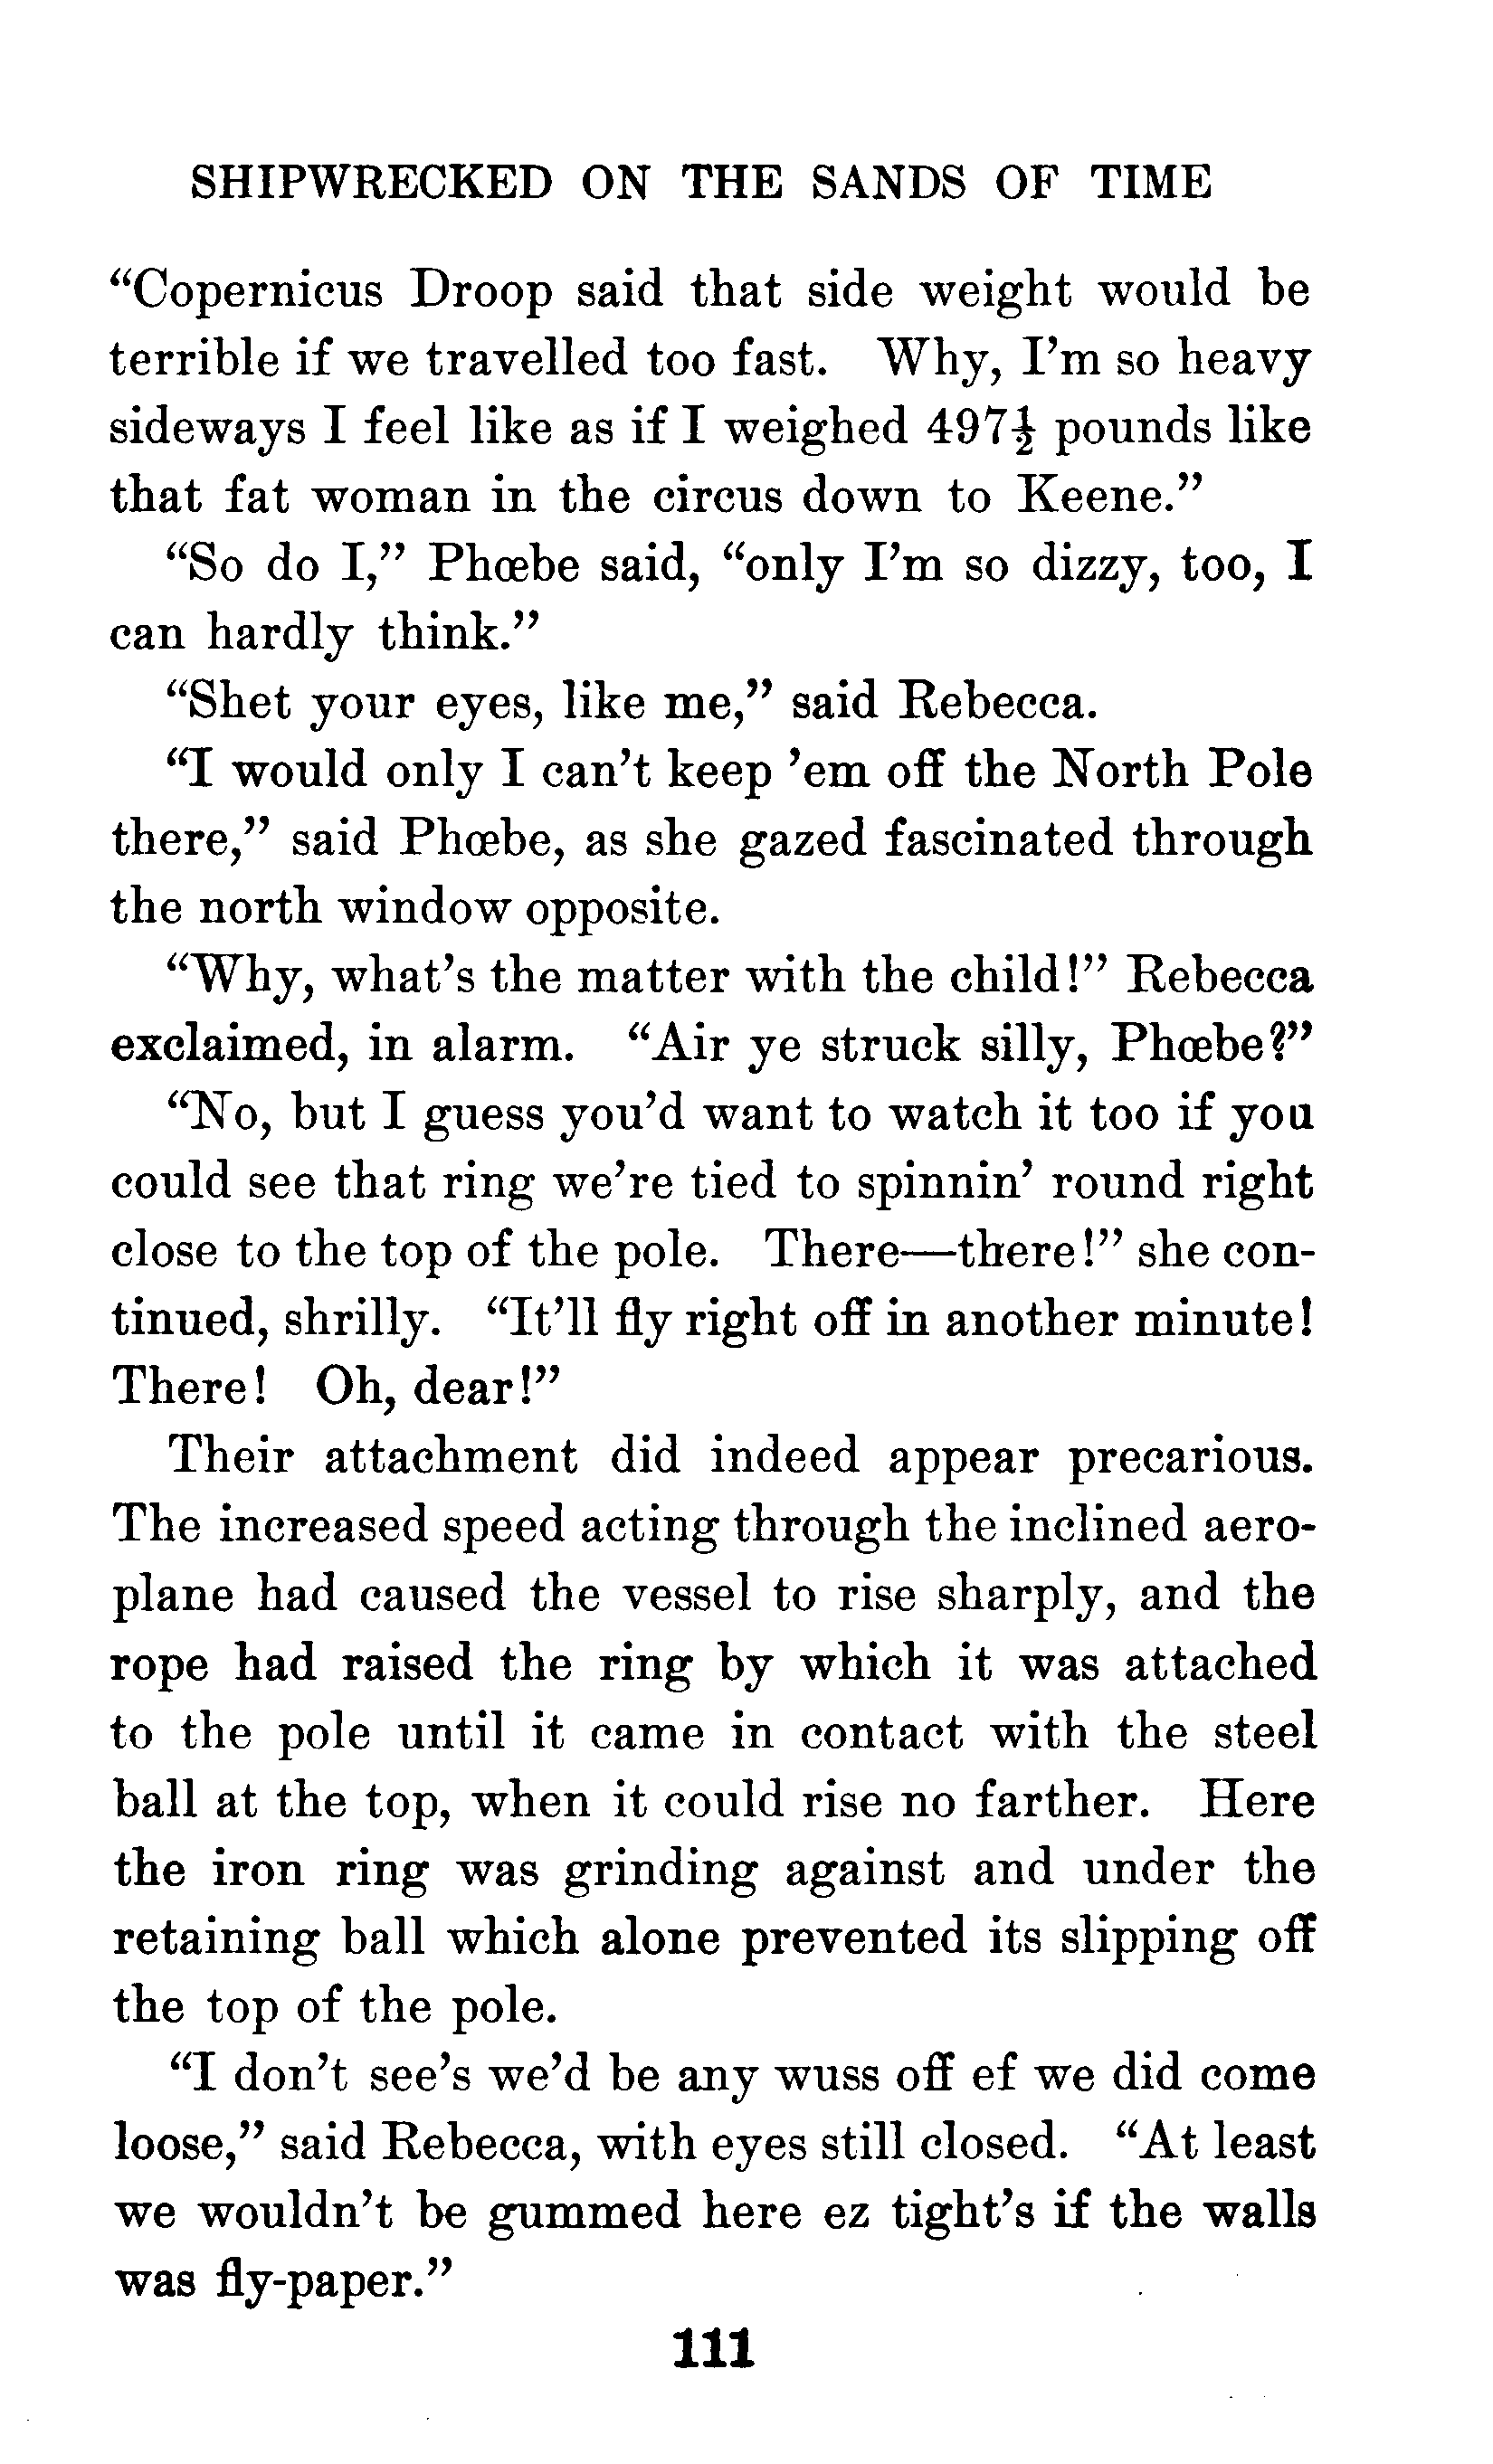 SHIPWRECKED ON THE SANDS OF TIME
“Copernicus Droop said that side weight would be
terrible if we travelled too fast. Why, I’m so heavy
sideways I feel like as if I weighed 497½ pounds like
that fat woman in the circus down to Keene.”
“So do I,” Phœbe said, “only I’m so dizzy, too, I
can hardly think.”
“Shet your eyes, like me,” said Rebecca.
“I would only I can’t keep ’em off the North Pole
there,” said Phœbe, as she gazed fascinated through
the north window opposite.
“Why, what’s the matter with the child!” Rebecca
exclaimed, in alarm. “Air ye struck silly, Phœbe?”
“No, but I guess you’d want to watch it too if you
could see that ring we’re tied to spinnin’ round right
close to the top of the pole. There—there!” she con-
tinued, shrilly. “It’ll fly right off in another minute!
There! Oh, dear!”
Their attachment did indeed appear precarious.
The increased speed acting through the inclined aero-
plane had caused the vessel to rise sharply, and the
rope had raised the ring by which it was attached
to the pole until it came in contact with the steel
ball at the top, when it could rise no farther. Here
the iron ring was grinding against and under the
retaining ball which alone prevented its slipping off
the top of the pole.
“I don’t see’s we’d be any wuss off ef we did come
loose,” said Rebecca, with eyes still closed. “At least
we wouldn’t be gummed here ez tight’s if the walls
was fly-paper.”
111